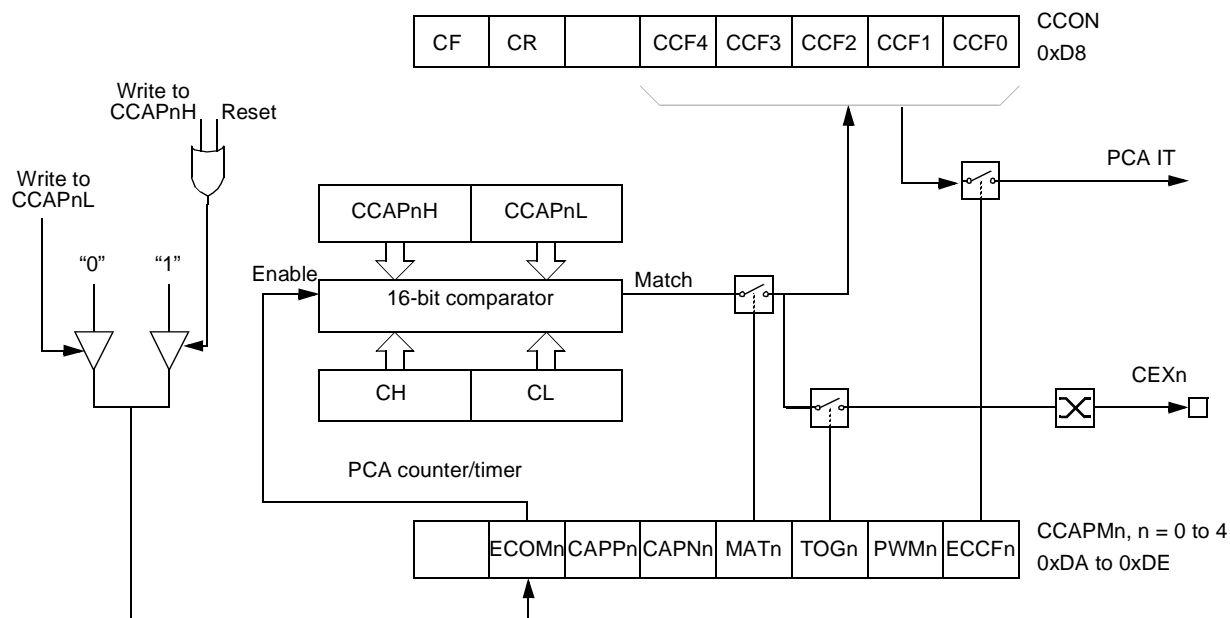 CF CR CCF4 CCF3 CCF2 CCF1 CCF0
CCON
0xD8
Write to
CCAPnH
Reset
Write to
CCAPnL
“0”
“1”
PCA IT
CCAPnH CCAPnL
Enable
16-bit comparator
Match
CH CL
CEXn
PCA counter/timer
ECOMn CAPPn CAPNn MATn TOGn PWMn ECCFn
CCAPMn, n = 0 to 4
0xDA to 0xDE